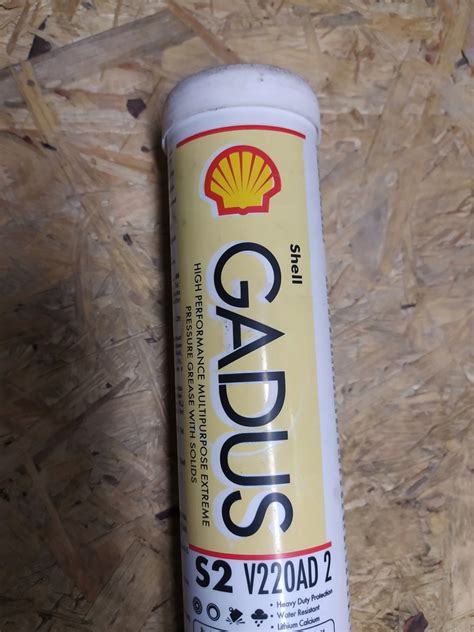 Shell
GADUS
HIGH PERFORMANCE MULTIPURPOSE EXTREME
PRESSURE GREASE WITH SOLIDS
S2 V220AD 2
• Heavy Duty Protection
• Water Resistant
• Lithium Calcium